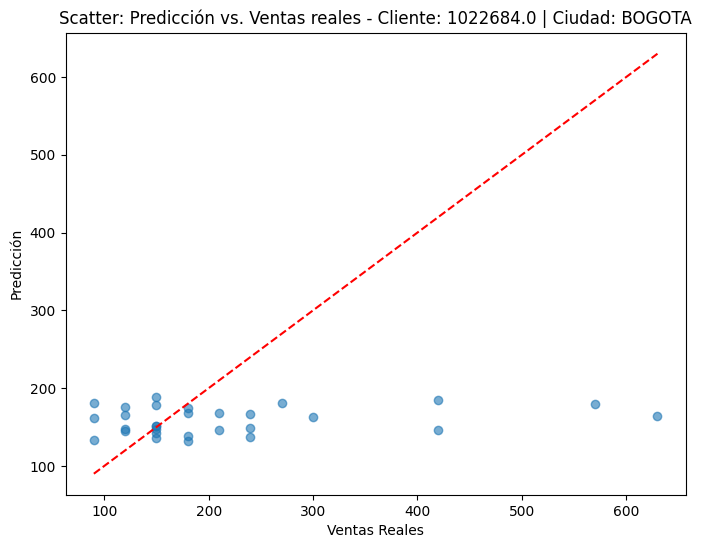 Scatter: Predicción vs. Ventas reales - Cliente: 1022684.0 | Ciudad: BOGOTA
600
500
400
300
200
100
Predicción
100 200 300 400 500 600
Ventas Reales